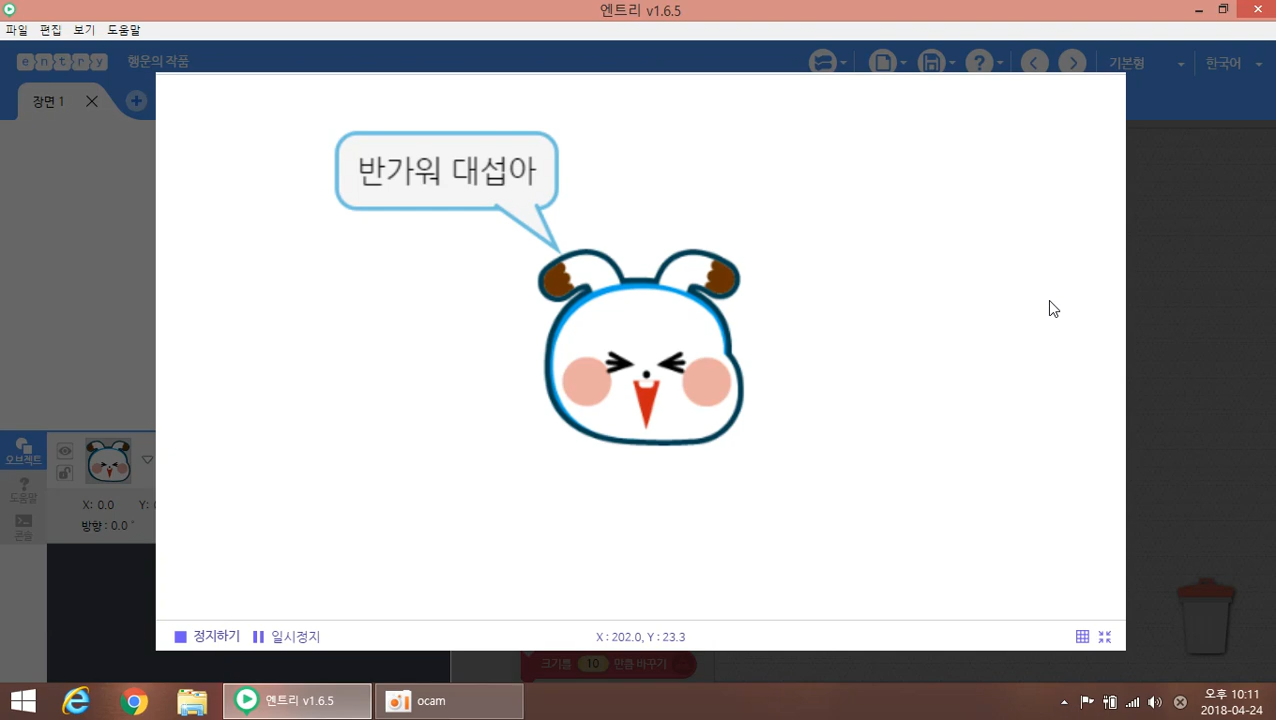 엔트리 v1.6.5
파일 편집 보기 도움말
entry 행운의 작품 기본형 한국어
장면 1
반가워 대섭아
오브젝트
도움말
콘솔
X: 0.0 Y:
방향 : 0.0 °
정지하기 일시정지 X : 202.0, Y : 23.3
크기를 10 만큼 바꾸기
엔트리 v1.6.5 ocam
오후 10:11
2018-04-24